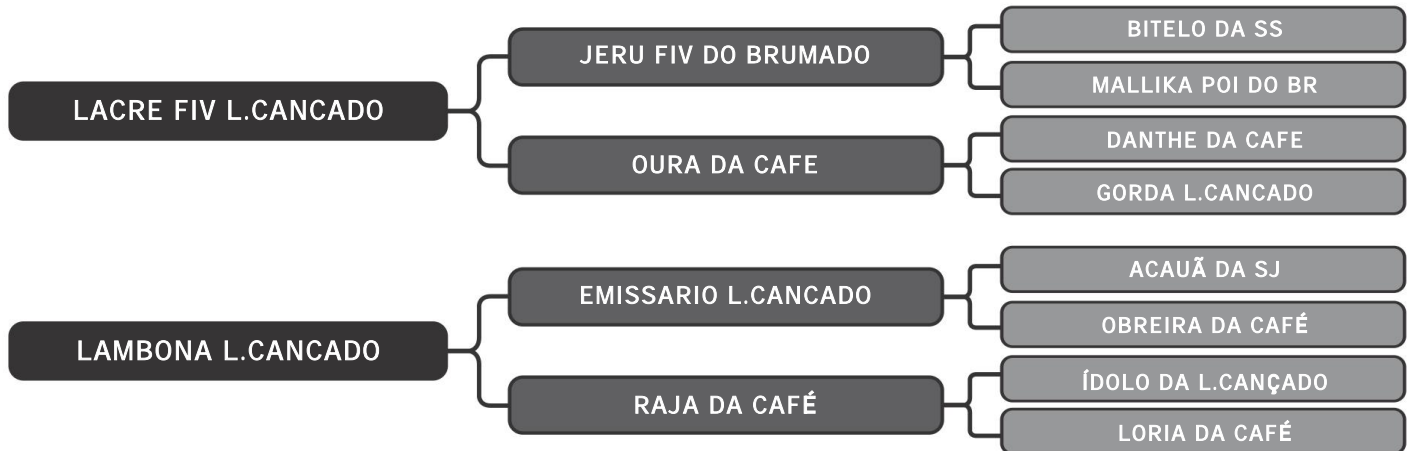 LACRE FIV L.CANCADO
JERU FIV DO BRUMADO
BITELO DA SS
MALLIKA POI DO BR
OURA DA CAFE
DANTHE DA CAFE
GORDA L.CANCADO
LAMBONA L.CANCADO
EMISSARIO L.CANCADO
ACAUÃ DA SJ
OBREIRA DA CAFÉ
RAJA DA CAFÉ
ÍDOLO DA L.CANÇADO
LORIA DA CAFÉ